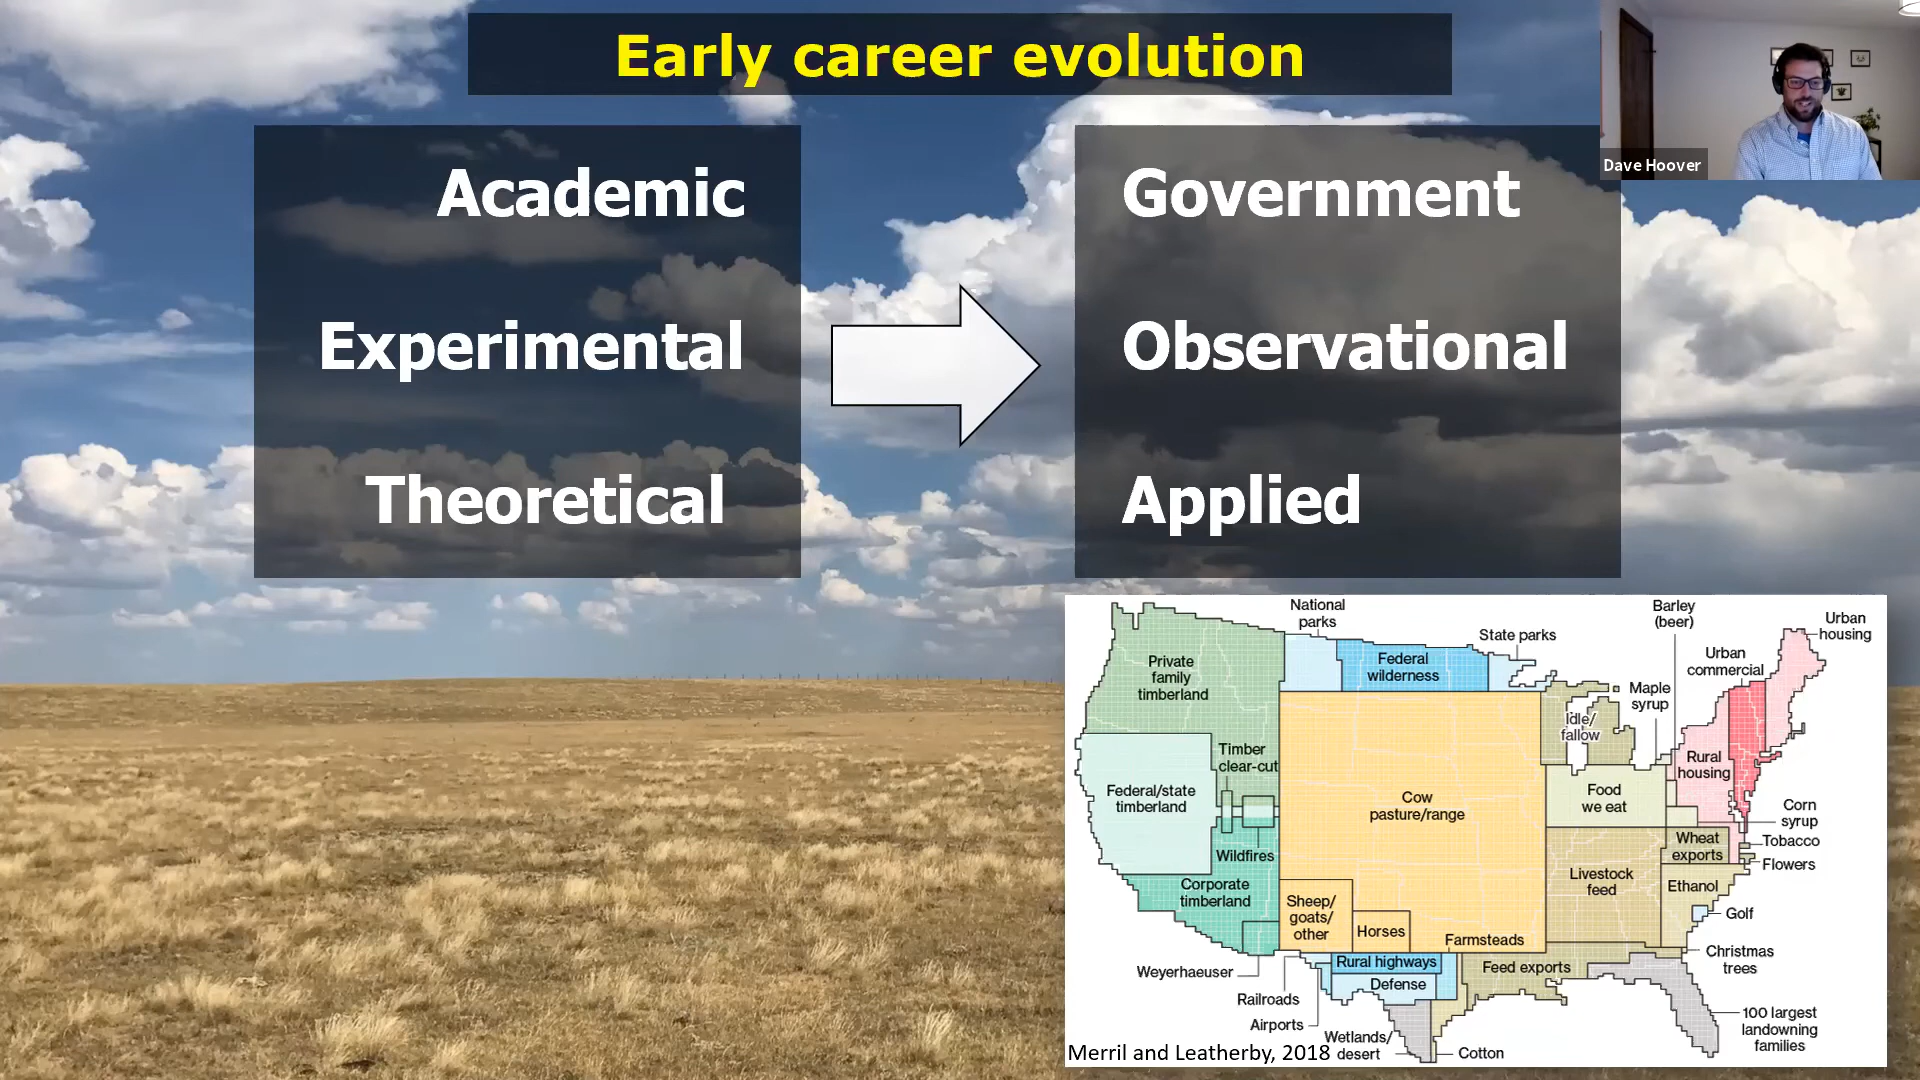 Early career evolution
Dave Hoover
Academic
Experimental
Theoretical
Government
Observational
Applied
National
parks
State parks
Barley
(beer)
Urban
housing
Urban
commercial
Private
family
timberland
Federal
wilderness
Maple
syrup
Idle/
fallow
Timber
clear-cut
Rural
housing
Federal/state
timberland
Cow
pasture/range
Food
we eat
Corn
syrup
Tobacco
Flowers
Wheat
exports
Wildfires
Livestock
feed
Ethanol
Corporate
timberland
Sheep/
goats/
other
Horses
Golf
Farmsteads
Christmas
trees
Rural highways
Feed exports
Weyerhaeuser
Defense
Railroads
Airports
100 largest
landowning
families
Wetlands/
desert
Cotton
Merril and Leatherby, 2018